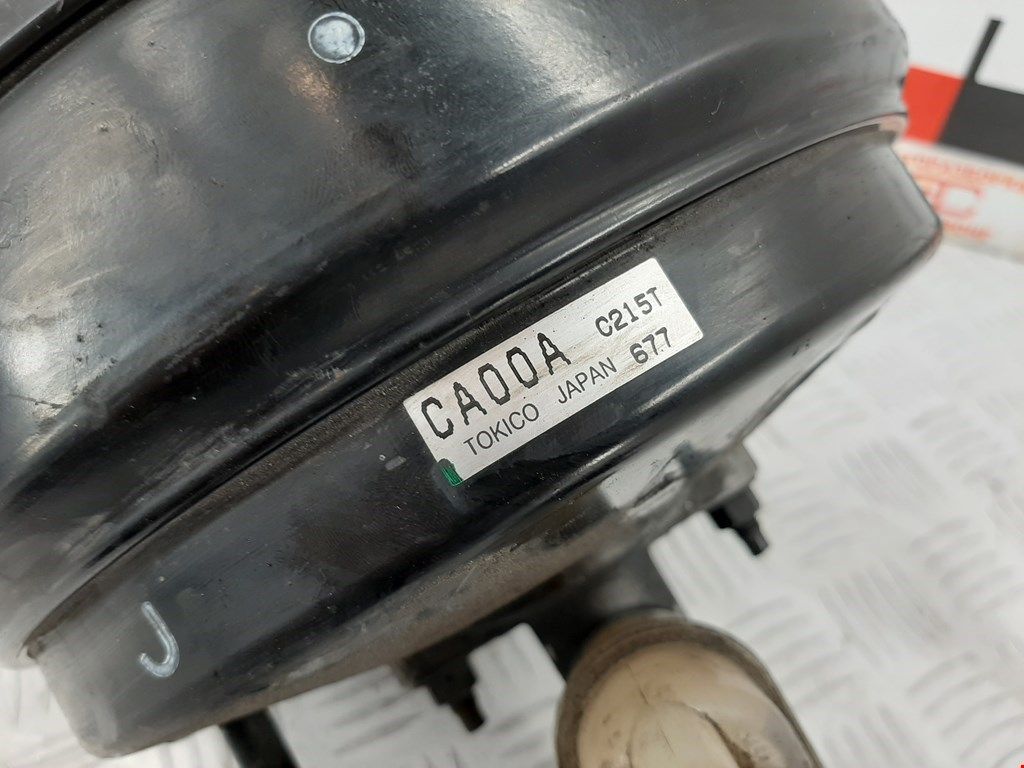 CA00A C215T
TOKICO JAPAN 677
J